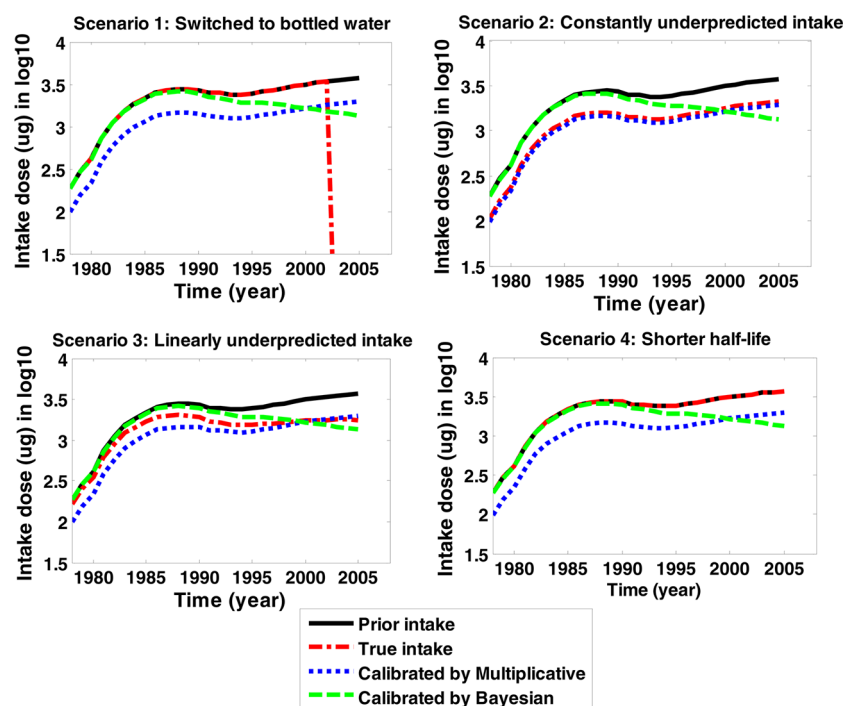 Scenario 1: Switched to bottled water
Intake dose (ug) in log10
4
3.5
3
2.5
2
1.5
1980 1985 1990 1995 2000 2005
Time (year)
Scenario 2: Constantly underpredicted intake
Intake dose (ug) in log10
4
3.5
3
2.5
2
1.5
1980 1985 1990 1995 2000 2005
Time (year)
Scenario 3: Linearly underpredicted intake
Intake dose (ug) in log10
4
3.5
3
2.5
2
1.5
1980 1985 1990 1995 2000 2005
Time (year)
Scenario 4: Shorter half-life
Intake dose (ug) in log10
4
3.5
3
2.5
2
1.5
1980 1985 1990 1995 2000 2005
Time (year)
Prior intake
True intake
Calibrated by Multiplicative
Calibrated by Bayesian